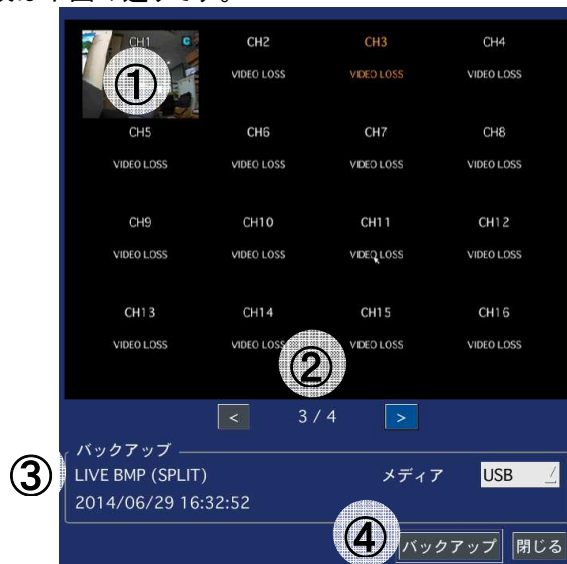 CH1 C CH2 CH3 CH4
① VIDEO LOSS VIDEO LOSS VIDEO LOSS
CH5 CH6 CH7 CH8
VIDEO LOSS VIDEO LOSS VIDEO LOSS VIDEO LOSS
CH9 CH10 CH11 CH12
VIDEO LOSS VIDEO LOSS VIDEO LOSS VIDEO LOSS
CH13 CH14 CH15 CH16
VIDEO LOSS VIDEO LOSS VIDEO LOSS VIDEO LOSS
②
< 3 / 4 >
バックアップ
③ LIVE BMP (SPLIT) メディア USB
2014/06/29 16:32:52
④ バックアップ 閉じる